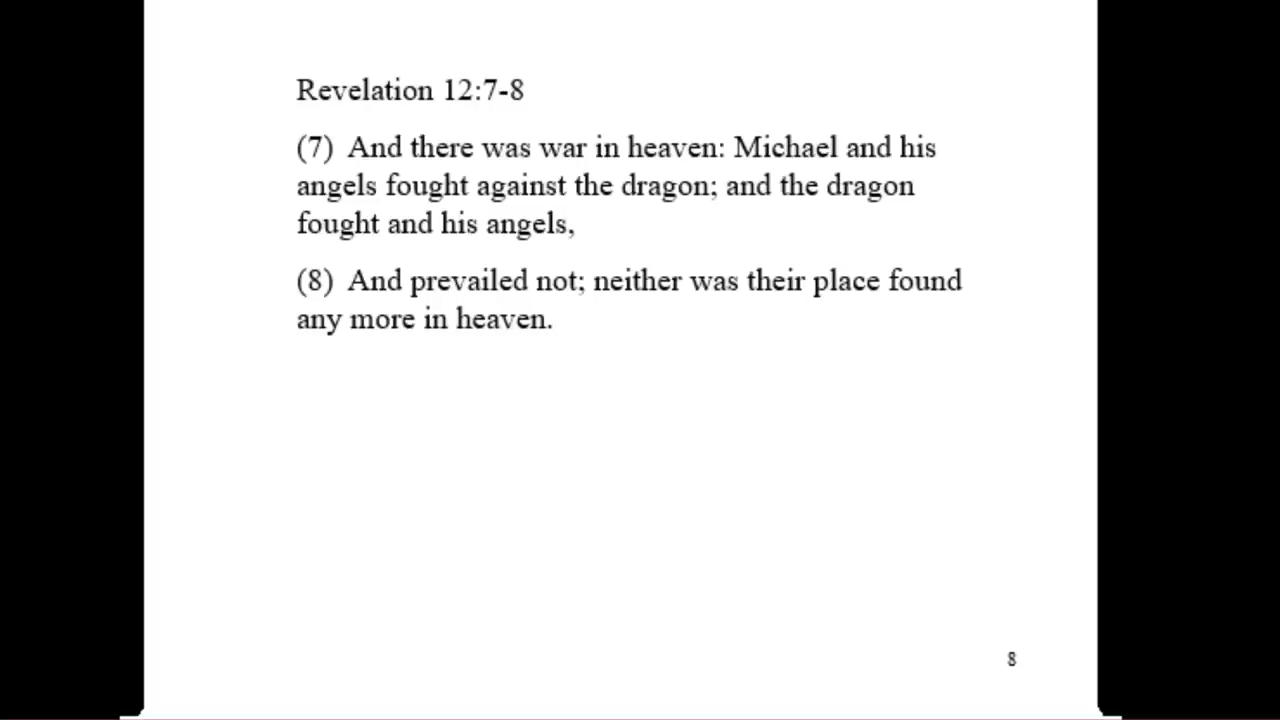 Revelation 12:7-8
(7) And there was war in heaven: Michael and his
angels fought against the dragon; and the dragon
fought and his angels,
(8) And prevailed not; neither was their place found
any more in heaven.
8